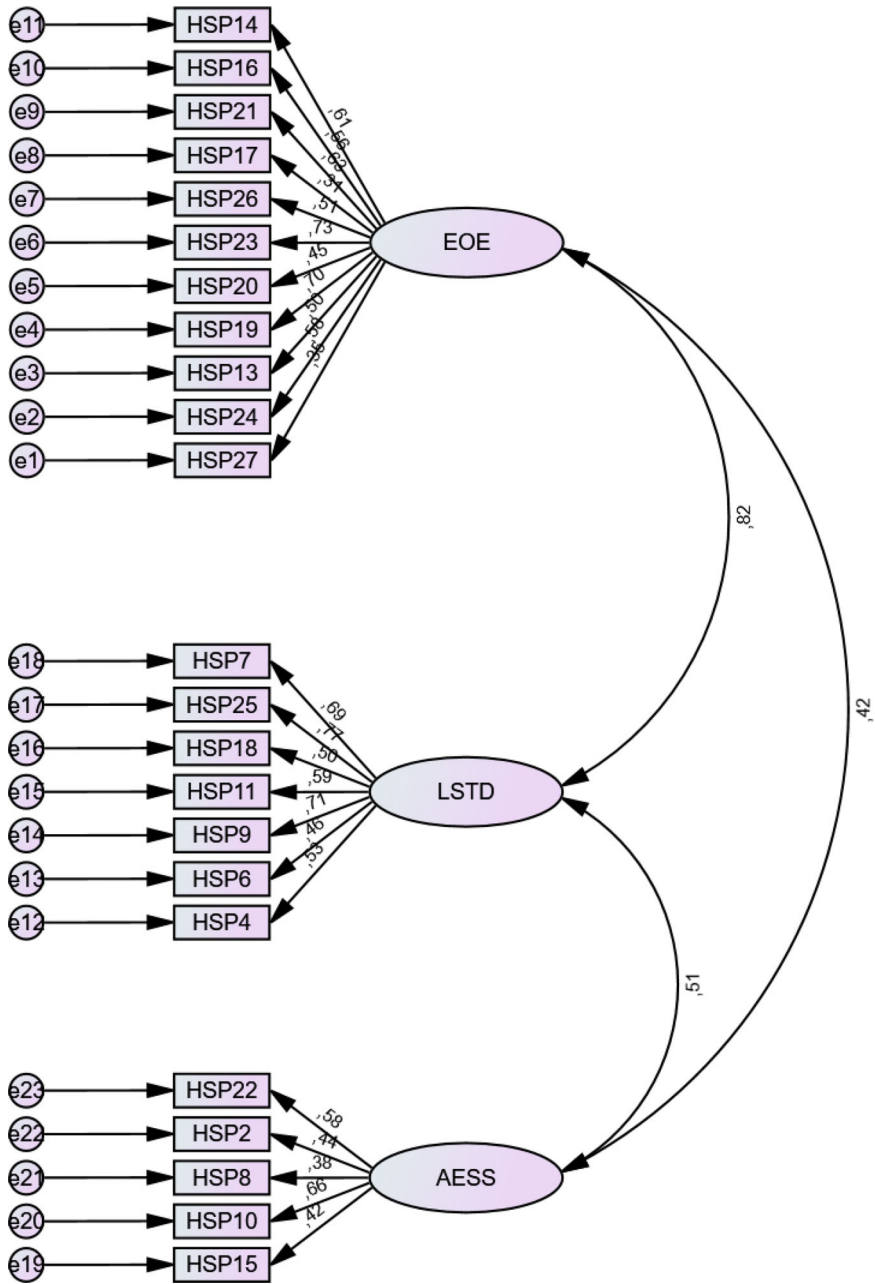 e11 HSP14
e10 HSP16
e9 HSP21
e8 HSP17
e7 HSP26
e6 HSP23
e5 HSP20
e4 HSP19
e3 HSP13
e2 HSP24
e1 HSP27
,61
,56
,63
,31
,51
,73
,45
,70
,50
,58
,35
EOE
,82
,42
e18 HSP7
e17 HSP25
e16 HSP18
e15 HSP11
e14 HSP9
e13 HSP6
e12 HSP4
,69
,77
,50
,59
,71
,46
,53
LSTD
,51
e23 HSP22
e22 HSP2
e21 HSP8
e20 HSP10
e19 HSP15
,58
,44
,38
,66
,42
AESS